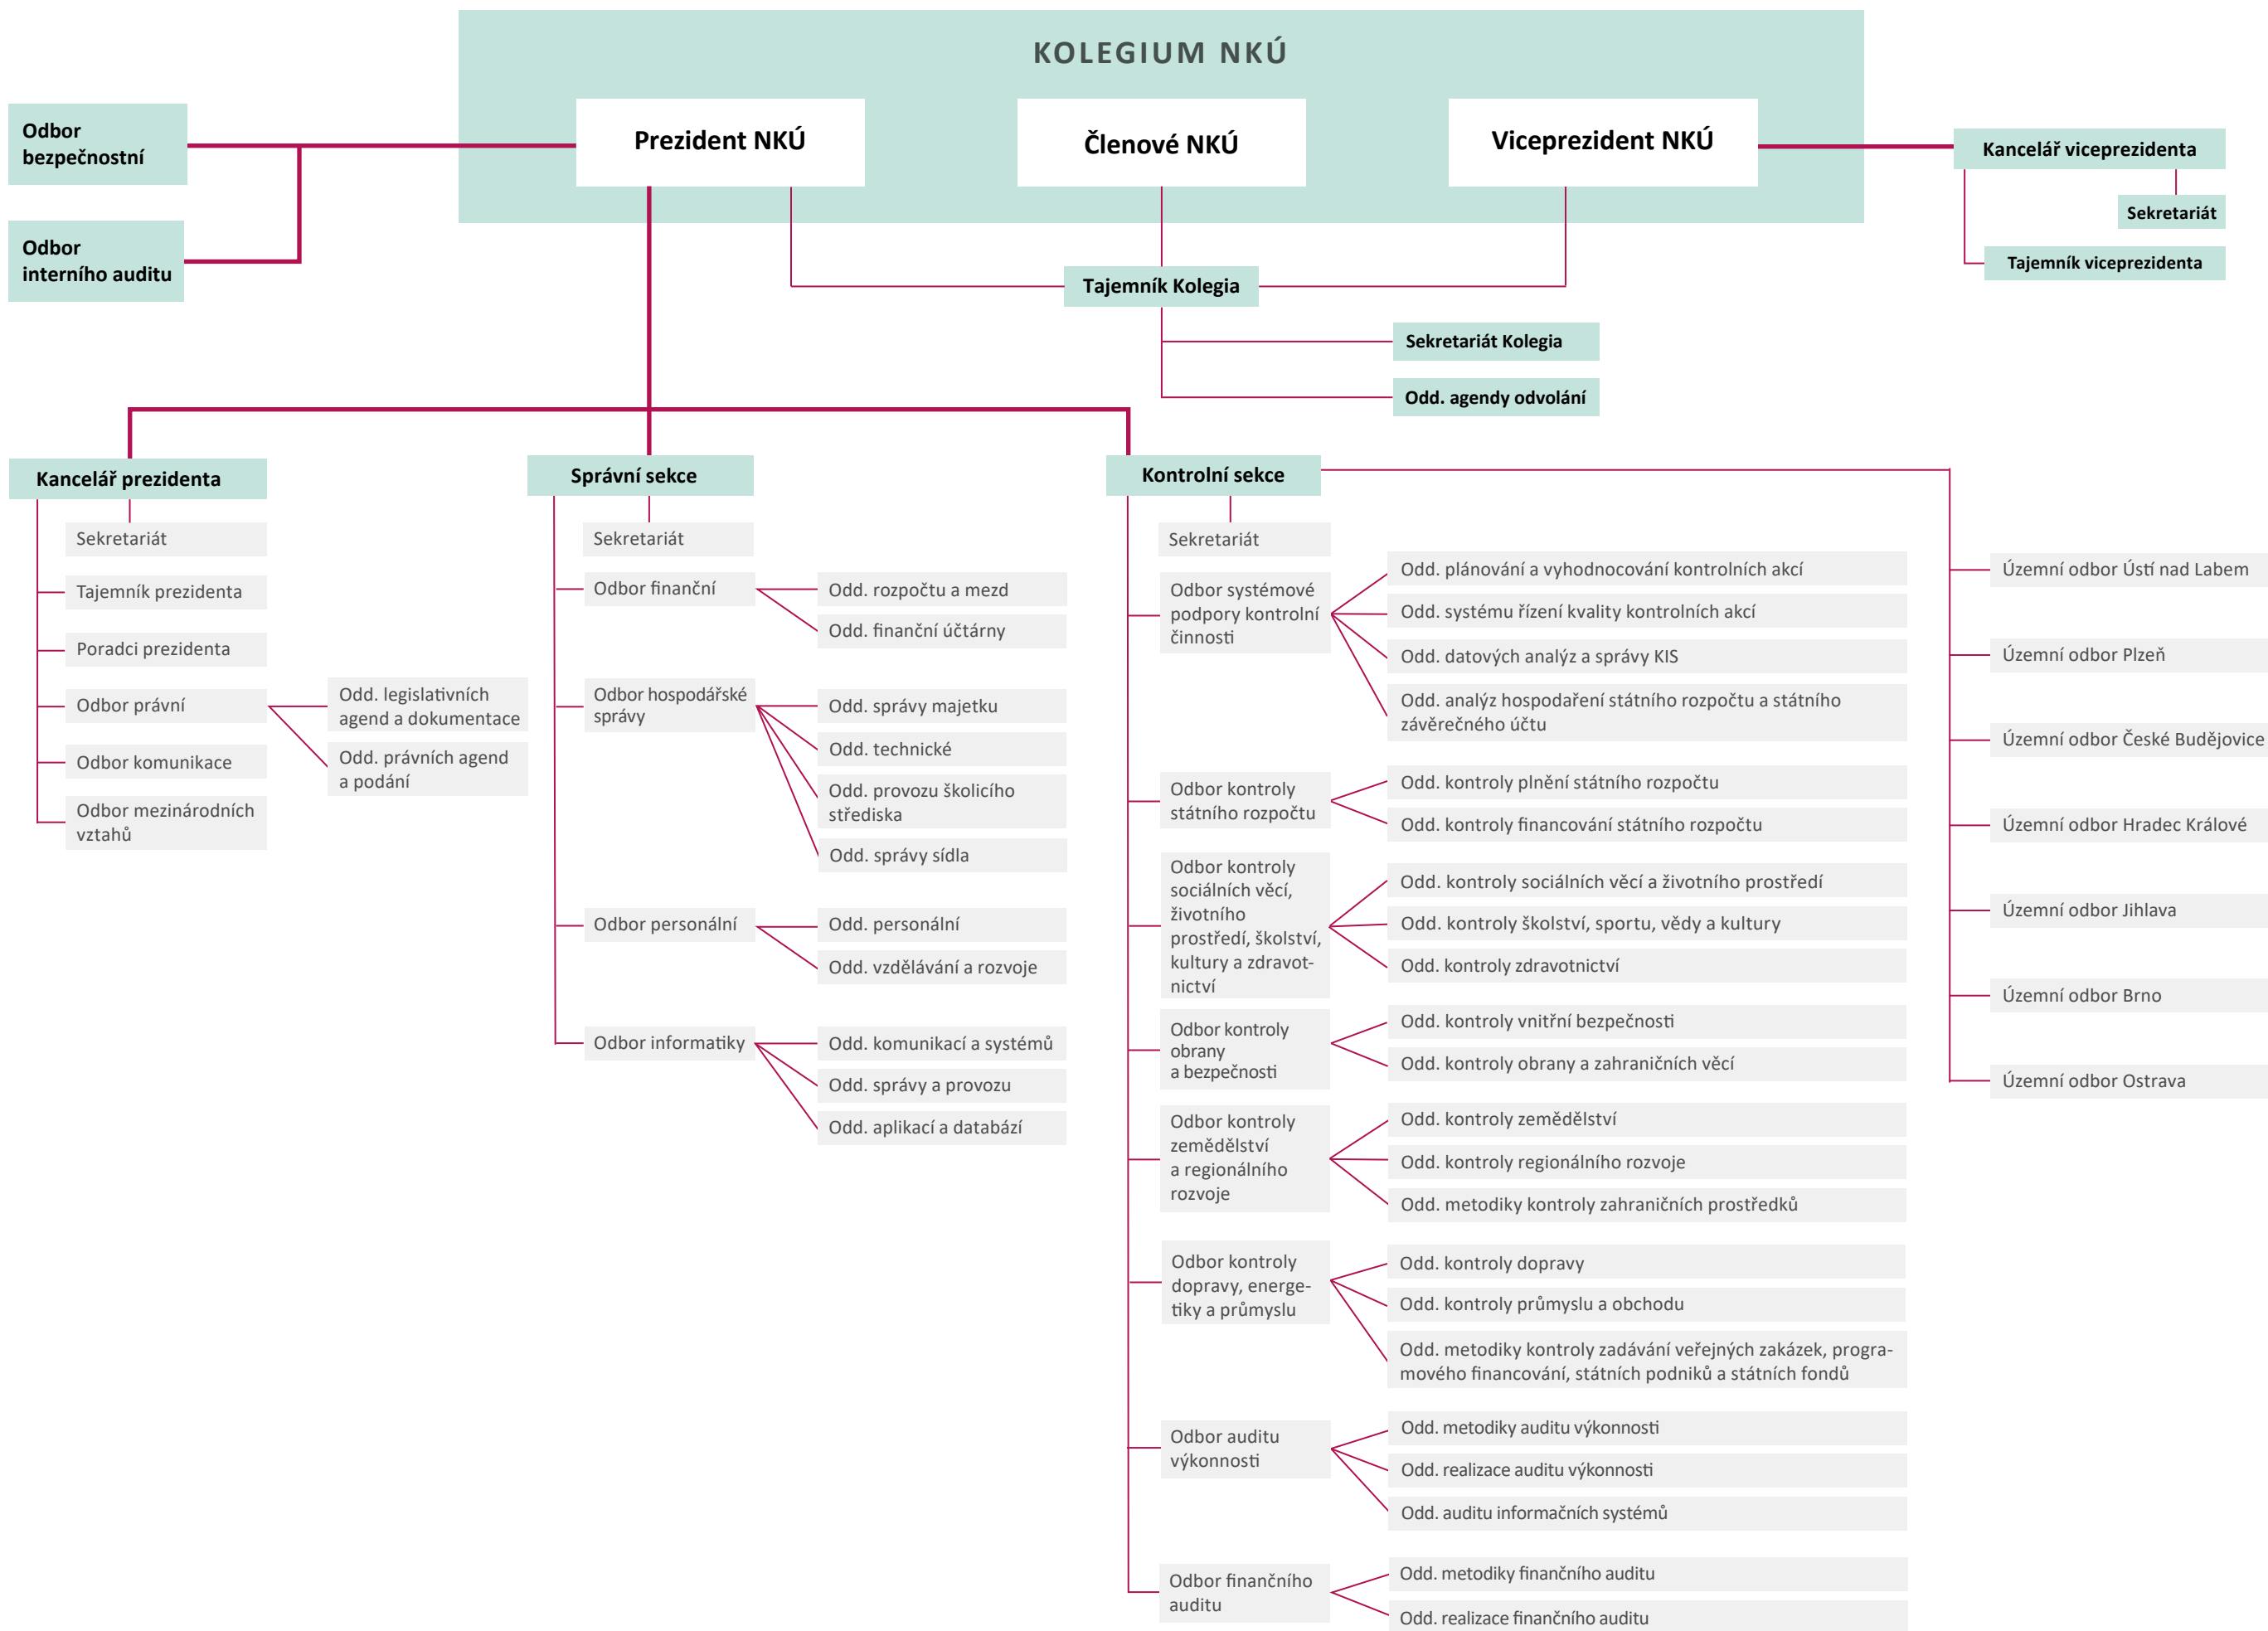 KOLEGIUM NKÚ
Prezident NKÚ
Členové NKÚ
Viceprezident NKÚ
Odbor
bezpečnostní
Odbor
interního auditu
Kancelář viceprezidenta
Sekretariát
Tajemník viceprezidenta
Tajemník Kolegia
Sekretariát Kolegia
Odd. agendy odvolání
Kancelář prezidenta
Sekretariát
Tajemník prezidenta
Poradci prezidenta
Odbor právní
Odd. legislativních
agend a dokumentace
Odd. právních agend
a podání
Odbor komunikace
Odbor mezinárodních
vztahů
Správní sekce
Sekretariát
Odbor finanční
Odd. rozpočtu a mezd
Odd. finanční účtárny
Odbor hospodářské
správy
Odd. správy majetku
Odd. technické
Odd. provozu školicího
střediska
Odd. správy sídla
Odbor personální
Odd. personální
Odd. vzdělávání a rozvoje
Odbor informatiky
Odd. komunikací a systémů
Odd. správy a provozu
Odd. aplikací a databází
Kontrolní sekce
Sekretariát
Odbor systémové
podpory kontrolní
činnosti
Odd. plánování a vyhodnocování kontrolních akcí
Odd. systému řízení kvality kontrolních akcí
Odd. datových analýz a správy KIS
Odd. analýz hospodaření státního rozpočtu a státního
závěrečného účtu
Odbor kontroly
státního rozpočtu
Odd. kontroly plnění státního rozpočtu
Odd. kontroly financování státního rozpočtu
Odbor kontroly
sociálních věcí,
životního
prostředí, školství,
kultury a zdravot-
nictví
Odd. kontroly sociálních věcí a životního prostředí
Odd. kontroly školství, sportu, vědy a kultury
Odd. kontroly zdravotnictví
Odbor kontroly
obrany
a bezpečnosti
Odd. kontroly vnitřní bezpečnosti
Odd. kontroly obrany a zahraničních věcí
Odbor kontroly
zemědělství
a regionálního
rozvoje
Odd. kontroly zemědělství
Odd. kontroly regionálního rozvoje
Odd. metodiky kontroly zahraničních prostředků
Odbor kontroly
dopravy, energe-
tiky a průmyslu
Odd. kontroly dopravy
Odd. kontroly průmyslu a obchodu
Odd. metodiky kontroly zadávání veřejných zakázek, progra-
mového financování, státních podniků a státních fondů
Odbor auditu
výkonnosti
Odd. metodiky auditu výkonnosti
Odd. realizace auditu výkonnosti
Odd. auditu informačních systémů
Odbor finančního
auditu
Odd. metodiky finančního auditu
Odd. realizace finančního auditu
Územní odbor Ústí nad Labem
Územní odbor Plzeň
Územní odbor České Budějovice
Územní odbor Hradec Králové
Územní odbor Jihlava
Územní odbor Brno
Územní odbor Ostrava